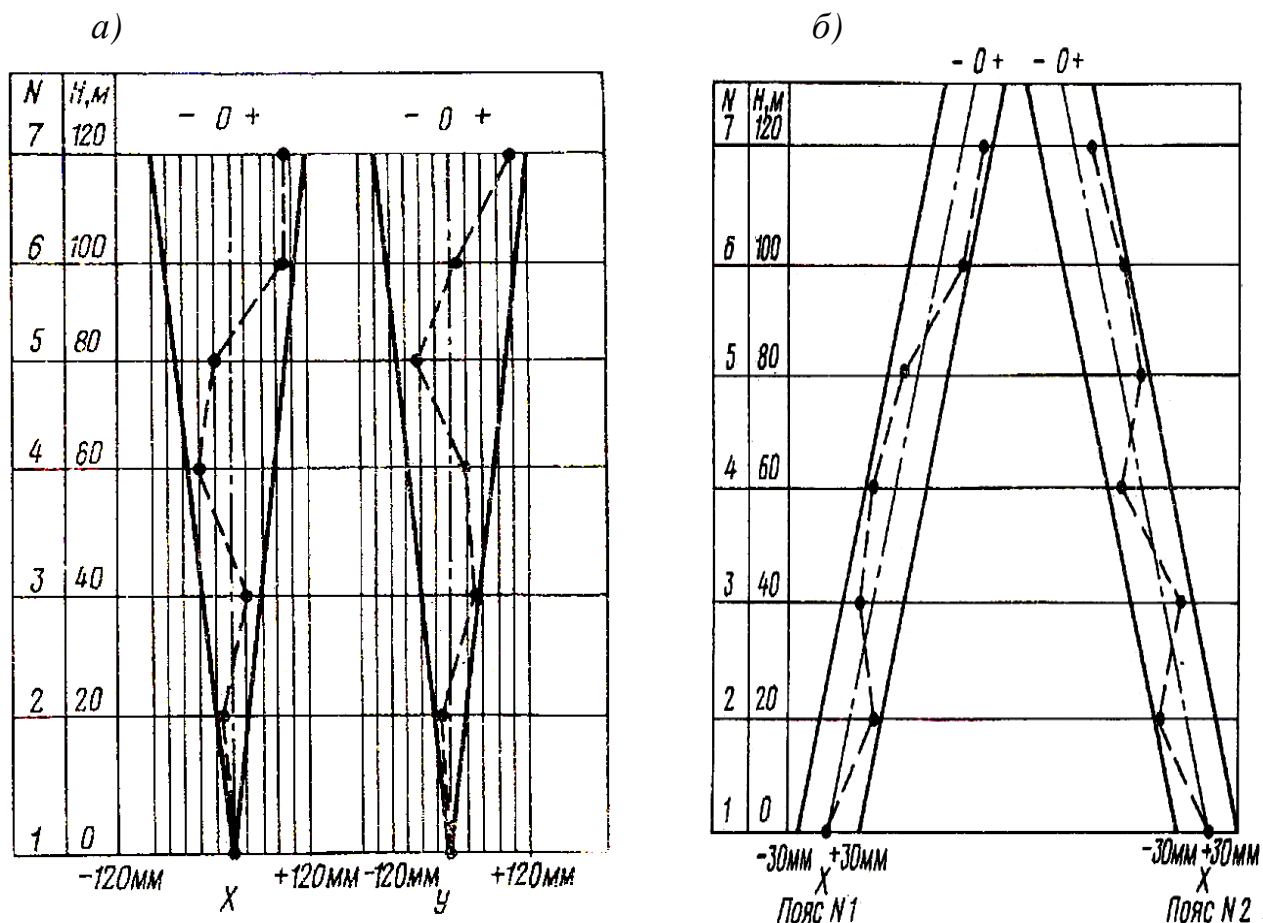 а)
N H,м - 0 + - 0 +
7 120
6 100
5 80
4 60
3 40
2 20
1 0
-120мм +120мм -120мм +120мм
X У
б)
- 0 + - 0 +
N H,м
7 120
6 100
5 80
4 60
3 40
2 20
1 0
-30мм +30мм -30мм +30мм
X X
Пояс N1 Пояс N2